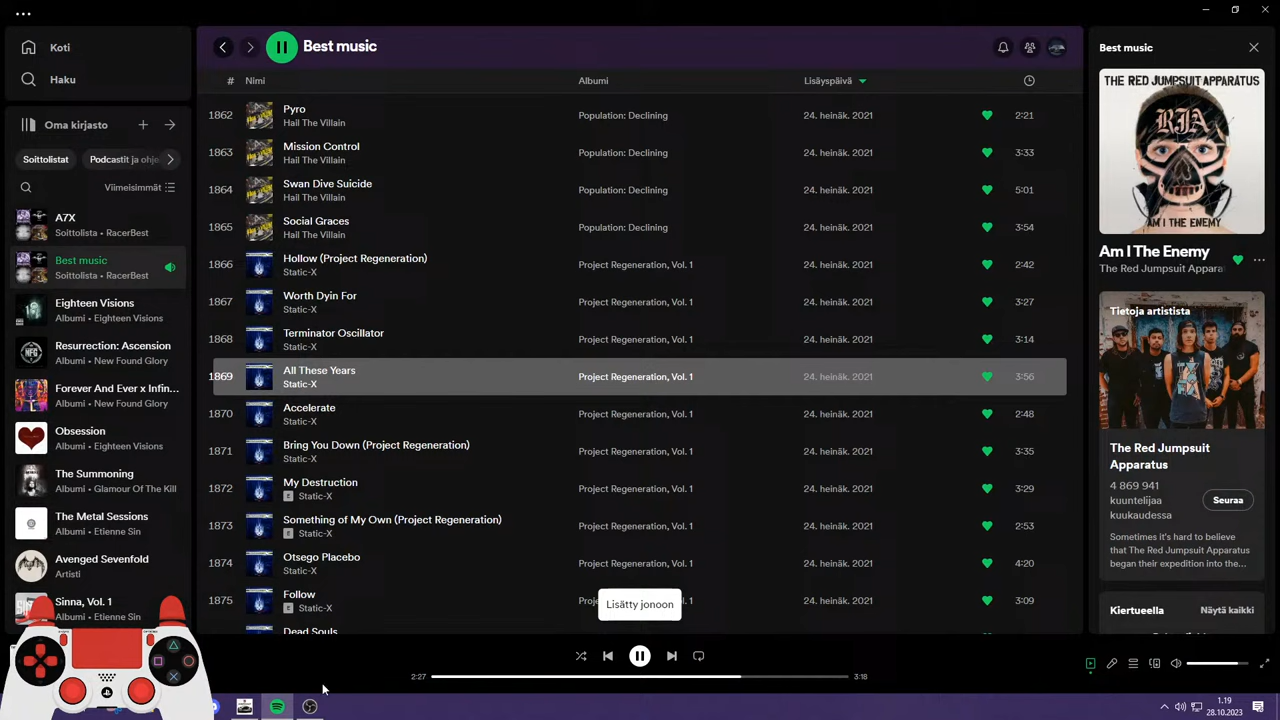 Koti
Haku
Oma kirjasto
Soittolistat
Podcastit ja ohje
Viimeisimmät
A7X
Soittolista • RacerBest
Best music
Soittolista • RacerBest
Eighteen Visions
Albumi • Eighteen Visions
Resurrection: Ascension
Albumi • New Found Glory
Forever And Ever x Infin...
Albumi • New Found Glory
Obsession
Albumi • Eighteen Visions
The Summoning
Albumi • Glamour Of The Kill
The Metal Sessions
Albumi • Etienne Sin
Avenged Sevenfold
Artisti
Sinna, Vol. 1
Albumi • Etienne Sin
Best music
# Nimi Albumi Lisäyspäivä
1862 Pyro Population: Declining 24. heinäk. 2021 2:21
Hail The Villain
1863 Mission Control Population: Declining 24. heinäk. 2021 3:33
Hail The Villain
1864 Swan Dive Suicide Population: Declining 24. heinäk. 2021 5:01
Hail The Villain
1865 Social Graces Population: Declining 24. heinäk. 2021 3:54
Hail The Villain
1866 Hollow (Project Regeneration) Project Regeneration, Vol. 1 24. heinäk. 2021 2:42
Static-X
1867 Worth Dyin For Project Regeneration, Vol. 1 24. heinäk. 2021 3:27
Static-X
1868 Terminator Oscillator Project Regeneration, Vol. 1 24. heinäk. 2021 3:14
Static-X
1869 All These Years Project Regeneration, Vol. 1 24. heinäk. 2021 3:56
Static-X
1870 Accelerate Project Regeneration, Vol. 1 24. heinäk. 2021 2:48
Static-X
1871 Bring You Down (Project Regeneration) Project Regeneration, Vol. 1 24. heinäk. 2021 3:35
Static-X
1872 My Destruction Project Regeneration, Vol. 1 24. heinäk. 2021 3:29
E Static-X
1873 Something of My Own (Project Regeneration) Project Regeneration, Vol. 1 24. heinäk. 2021 2:53
E Static-X
1874 Otsego Placebo Project Regeneration, Vol. 1 24. heinäk. 2021 4:20
Static-X
1875 Follow 24. heinäk. 2021 3:09
E Static-X
Lisätty jonoon
Dead Souls
Best music
THE RED JUMPSUIT APPARATUS
RJA
AM I THE ENEMY
Am I The Enemy
The Red Jumpsuit Appara
Tietoja artistista
The Red Jumpsuit
Apparatus
4 869 941
kuuntelijaa
kuukaudessa
Seuraa
Sometimes it's hard to believe
that The Red Jumpsuit Apparatus
began their expedition into the...
Kiertueella Näytä kaikki
2:27 3:18
1.19
28.10.2023